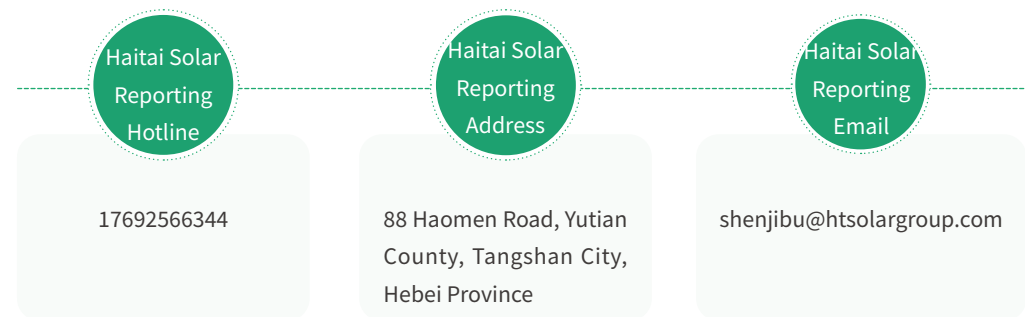 Haitai Solar
Reporting
Hotline
17692566344
Haitai Solar
Reporting
Address
88 Haomen Road, Yutian
County, Tangshan City,
Hebei Province
Haitai Solar
Reporting
Email
shenjibu@htsolargroup.com